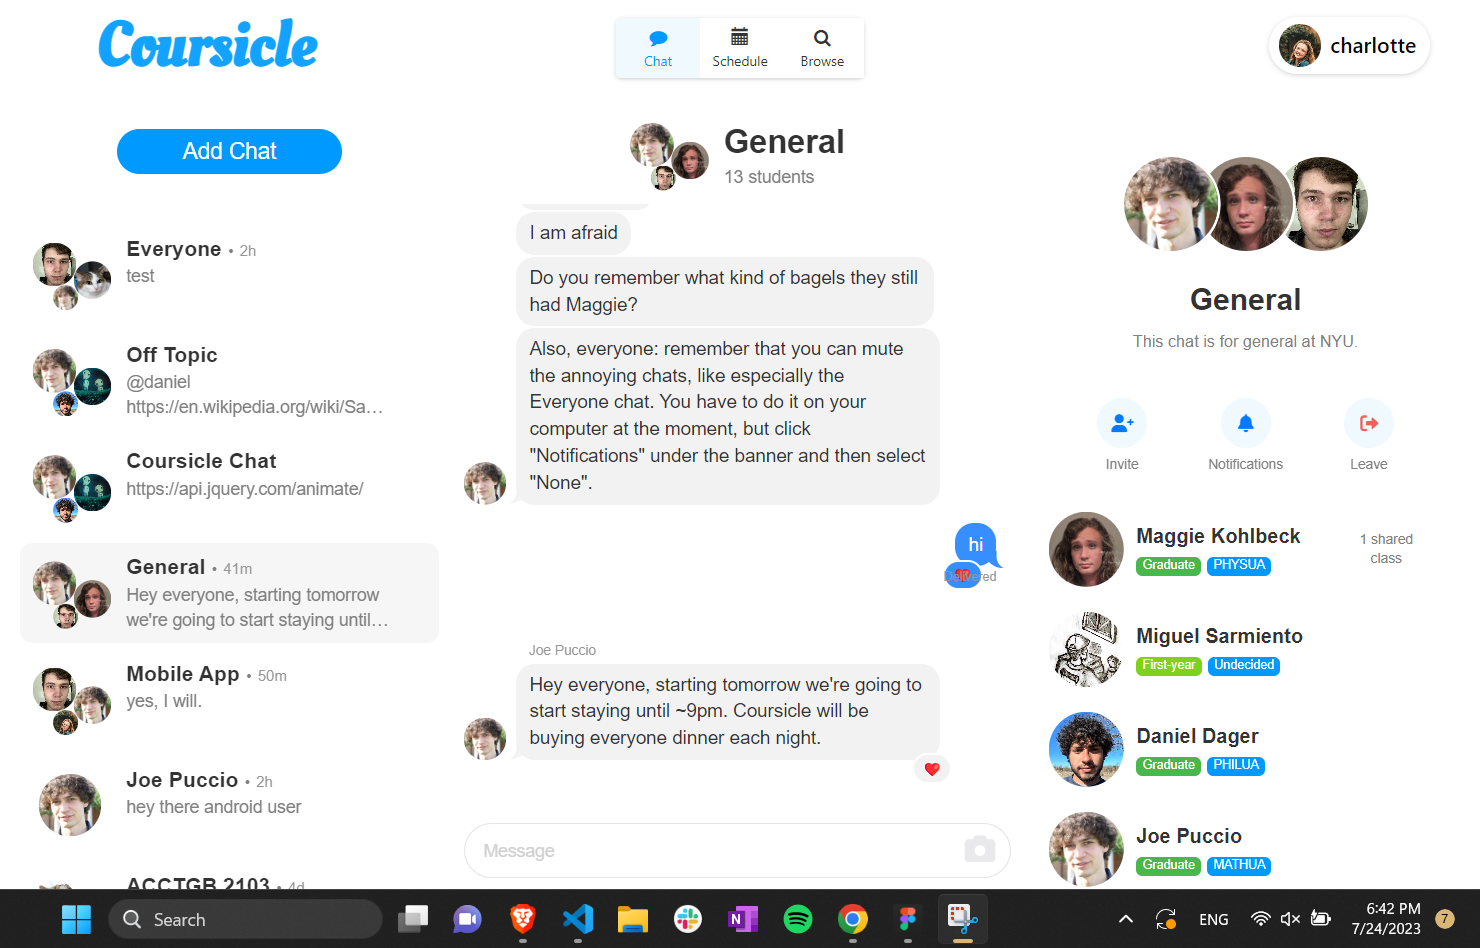 Coursicle
Chat
Schedule
Browse
charlotte
Add Chat
Everyone • 2h
test
Off Topic
@daniel
https://en.wikipedia.org/wiki/Sa…
Coursicle Chat
https://api.jquery.com/animate/
General • 41m
Hey everyone, starting tomorrow
we're going to start staying until…
Mobile App • 50m
yes, I will.
Joe Puccio • 2h
hey there android user
ACCTGB 2103 • 4d
General
13 students
I am afraid
Do you remember what kind of bagels they still
had Maggie?
Also, everyone: remember that you can mute
the annoying chats, like especially the
Everyone chat. You have to do it on your
computer at the moment, but click
"Notifications" under the banner and then select
"None".
hi
Delivered
Joe Puccio
Hey everyone, starting tomorrow we're going to
start staying until ~9pm. Coursicle will be
buying everyone dinner each night.
Message
General
This chat is for general at NYU.
Invite
Notifications
Leave
Maggie Kohlbeck
Graduate PHYSUA
1 shared
class
Miguel Sarmiento
First-year Undecided
Daniel Dager
Graduate PHILUA
Joe Puccio
Graduate MATHUA
Search
ENG
6:42 PM
7/24/2023
7